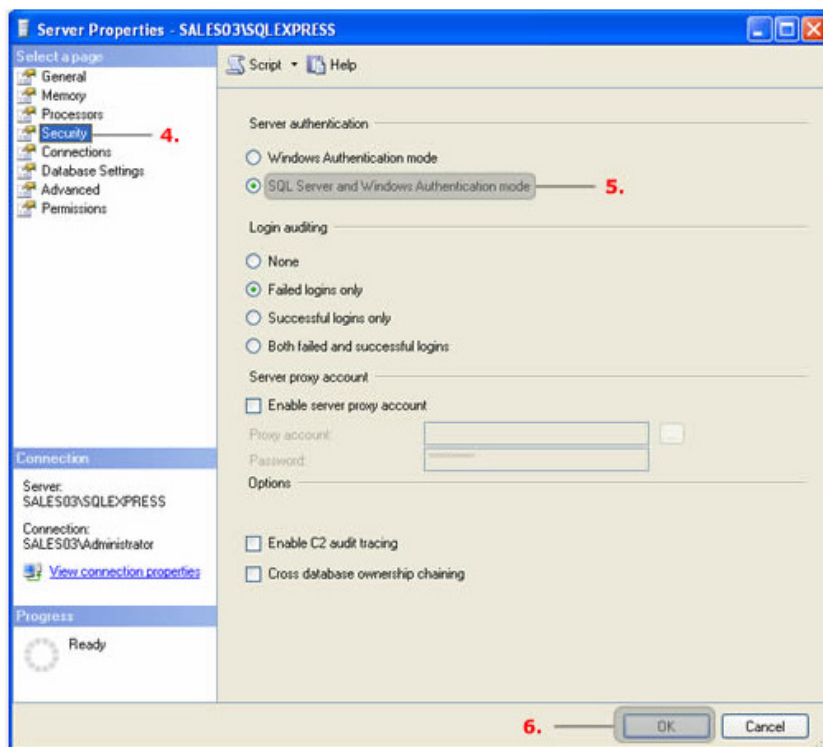 Server Properties - SALES03\SQLEXPRESS
Select a page
General
Memory
Processors
Security
4.
Connections
Database Settings
Advanced
Permissions
Script
Help
Server authentication
Windows Authentication mode
SQL Server and Windows Authentication mode
5.
Login auditing
None
Failed logins only
Successful logins only
Both failed and successful logins
Server proxy account
Enable server proxy account
Proxy account:
...
Password:
Options
Enable C2 audit tracing
Cross database ownership chaining
Connection
Server:
SALES03\SQLEXPRESS
Connection:
SALES03\Administrator
View connection properties
Progress
Ready
6.
OK
Cancel